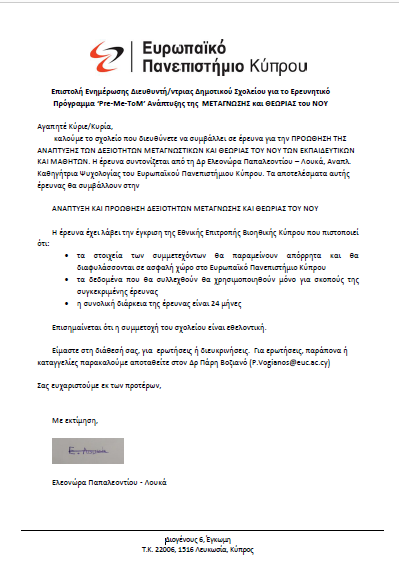 Ευρωπαϊκό
Πανεπιστήμιο Κύπρου
Επιστολή Ενημέρωσης Διευθυντή/ντριας Δημοτικού Σχολείου για το Ερευνητικό
Πρόγραμμα 'Pre-Me-ToM' Ανάπτυξης της ΜΕΤΑΓΝΩΣΗΣ και ΘΕΩΡΙΑΣ του ΝΟΥ
Αγαπητέ Κύριε/Κυρία,
καλούμε το σχολείο που διευθύνετε να συμβάλλει σε έρευνα για την ΠΡΟΩΘΗΣΗ ΤΗΣ
ΑΝΑΠΤΥΞΗΣ ΤΩΝ ΔΕΞΙΟΤΗΤΩΝ ΜΕΤΑΓΝΩΣΤΙΚΩΝ ΚΑΙ ΘΕΩΡΙΑΣ ΤΟΥ ΝΟΥ ΤΩΝ ΕΚΠΑΙΔΕΥΤΙΚΩΝ
ΚΑΙ ΜΑΘΗΤΩΝ. Η έρευνα συντονίζεται από τη Δρ Ελεονώρα Παπαλεοντίου – Λουκά, Αναπλ.
Καθηγήτρια Ψυχολογίας του Ευρωπαϊκού Πανεπιστημίου Κύπρου. Τα αποτελέσματα αυτής
έρευνας θα συμβάλλουν στην
ΑΝΑΠΤΥΞΗ ΚΑΙ ΠΡΟΩΘΗΣΗ ΔΕΞΙΟΤΗΤΩΝ ΜΕΤΑΓΝΩΣΗΣ ΚΑΙ ΘΕΩΡΙΑΣ ΤΟΥ ΝΟΥ
Η έρευνα έχει λάβει την έγκριση της Εθνικής Επιτροπής Βιοηθικής Κύπρου που πιστοποιεί
ότι:
• τα στοιχεία των συμμετεχόντων θα παραμείνουν απόρρητα και θα
διαφυλάσσονται σε ασφαλή χώρο στο Ευρωπαϊκό Πανεπιστήμιο Κύπρου
• τα δεδομένα που θα συλλεχθούν θα χρησιμοποιηθούν μόνο για σκοπούς της
συγκεκριμένης έρευνας
• η συνολική διάρκεια της έρευνας είναι 24 μήνες
Επισημαίνεται ότι η συμμετοχή του σχολείου είναι εθελοντική.
Είμαστε στη διάθεσή σας, για ερωτήσεις ή διευκρινήσεις. Για ερωτήσεις, παράπονα ή
καταγγελίες παρακαλούμε αποταθείτε στον Δρ Πάρη Βοζιανό (P.Vogianos@euc.ac.cy)
Σας ευχαριστούμε εκ των προτέρων,
Με εκτίμηση,
Ε. Λουκά
Ελεονώρα Παπαλεοντίου - Λουκά
Διογένους 6, Έγκωμη
Τ.Κ. 22006, 1516 Λευκωσία, Κύπρος